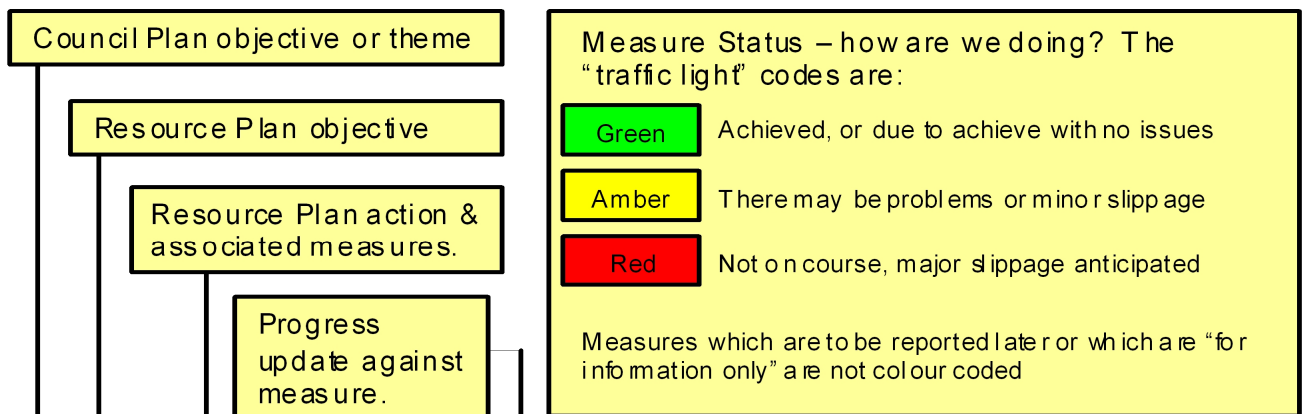 Council Plan objective or theme
Resource Plan objective
Resource Plan action &
associated measures.
Progress
update against
measure.
Measure Status – how are we doing? The
“traffic light” codes are:
Green Achieved, or due to achieve with no issues
Amber There may be problems or minor slippage
Red Not on course, major slippage anticipated
Measures which are to be reported later or which are “for
information only” are not colour coded